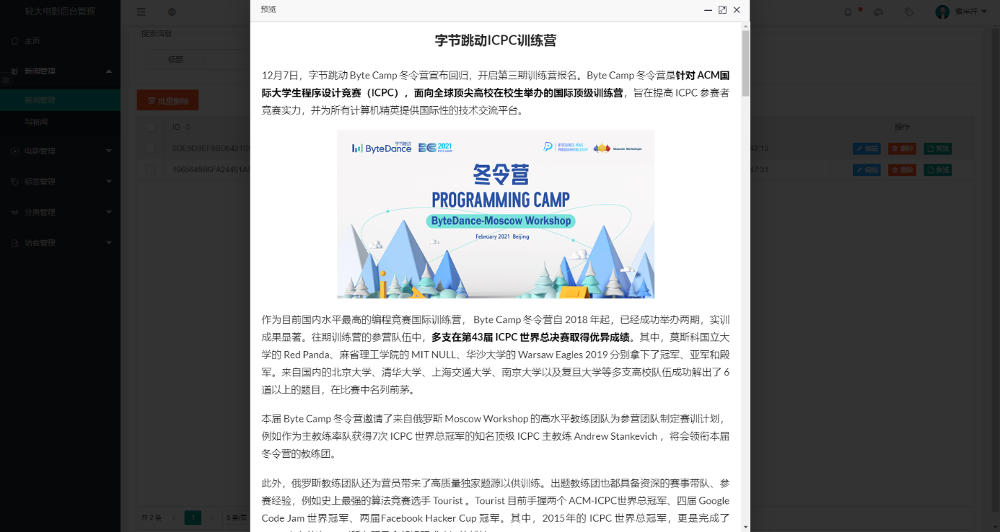 轻大电影后台管理
主页
新闻管理
新闻管理
写新闻
电影管理
标签管理
分类管理
访客管理
搜索信息
标题
批量删除
ID
操作
0DE9D9EF8BD6421D
42:13
编辑
删除
预览
1665648B6FA24461A
47:31
编辑
删除
预览
共 2 条
1
5 条/页
预览
字节跳动ICPC训练营
12月7日，字节跳动 Byte Camp 冬令营宣布回归，开启第三期训练营报名。Byte Camp 冬令营是针对 ACM国
际大学生程序设计竞赛（ICPC），面向全球顶尖高校在校生举办的国际顶级训练营，旨在提高 ICPC 参赛者
竞赛实力，并为所有计算机精英提供国际性的技术交流平台。
字节跳动
ByteDance
BC 2021
BYTE CAMP
BYTEDANCE-MWS
PROGRAMMING CAMP
Moscow Workshops
冬令营
PROGRAMMING CAMP
ByteDance-Moscow Workshop
February 2021 Beijing
作为目前国内水平最高的编程竞赛国际训练营， Byte Camp 冬令营自 2018 年起，已经成功举办两期，实训
成果显著。往期训练营的参营队伍中，多支在第43届 ICPC 世界总决赛取得优异成绩。其中，莫斯科国立大
学的 Red Panda、麻省理工学院的 MIT NULL、华沙大学的 Warsaw Eagles 2019 分别拿下了冠军、亚军和殿
军。来自国内的北京大学、清华大学、上海交通大学、南京大学以及复旦大学等多支高校队伍成功解出了 6
道以上的题目，在比赛中名列前茅。
本届 Byte Camp 冬令营邀请了来自俄罗斯 Moscow Workshop 的高水平教练团队为参营团队制定赛训计划，
例如作为主教练率队获得7次 ICPC 世界总冠军的知名顶级 ICPC 主教练 Andrew Stankevich ，将会领衔本届
冬令营的教练团。
此外，俄罗斯教练团队还为营员带来了高质量独家题源以供训练。出题教练团也都具备资深的赛事带队、参
赛经验，例如史上最强的算法竞赛选手 Tourist 。Tourist 目前手握两个 ACM-ICPC世界总冠军、四届 Google
Code Jam 世界冠军、两届Facebook Hacker Cup 冠军。其中，2015年的 ICPC 世界总冠军，更是完成了